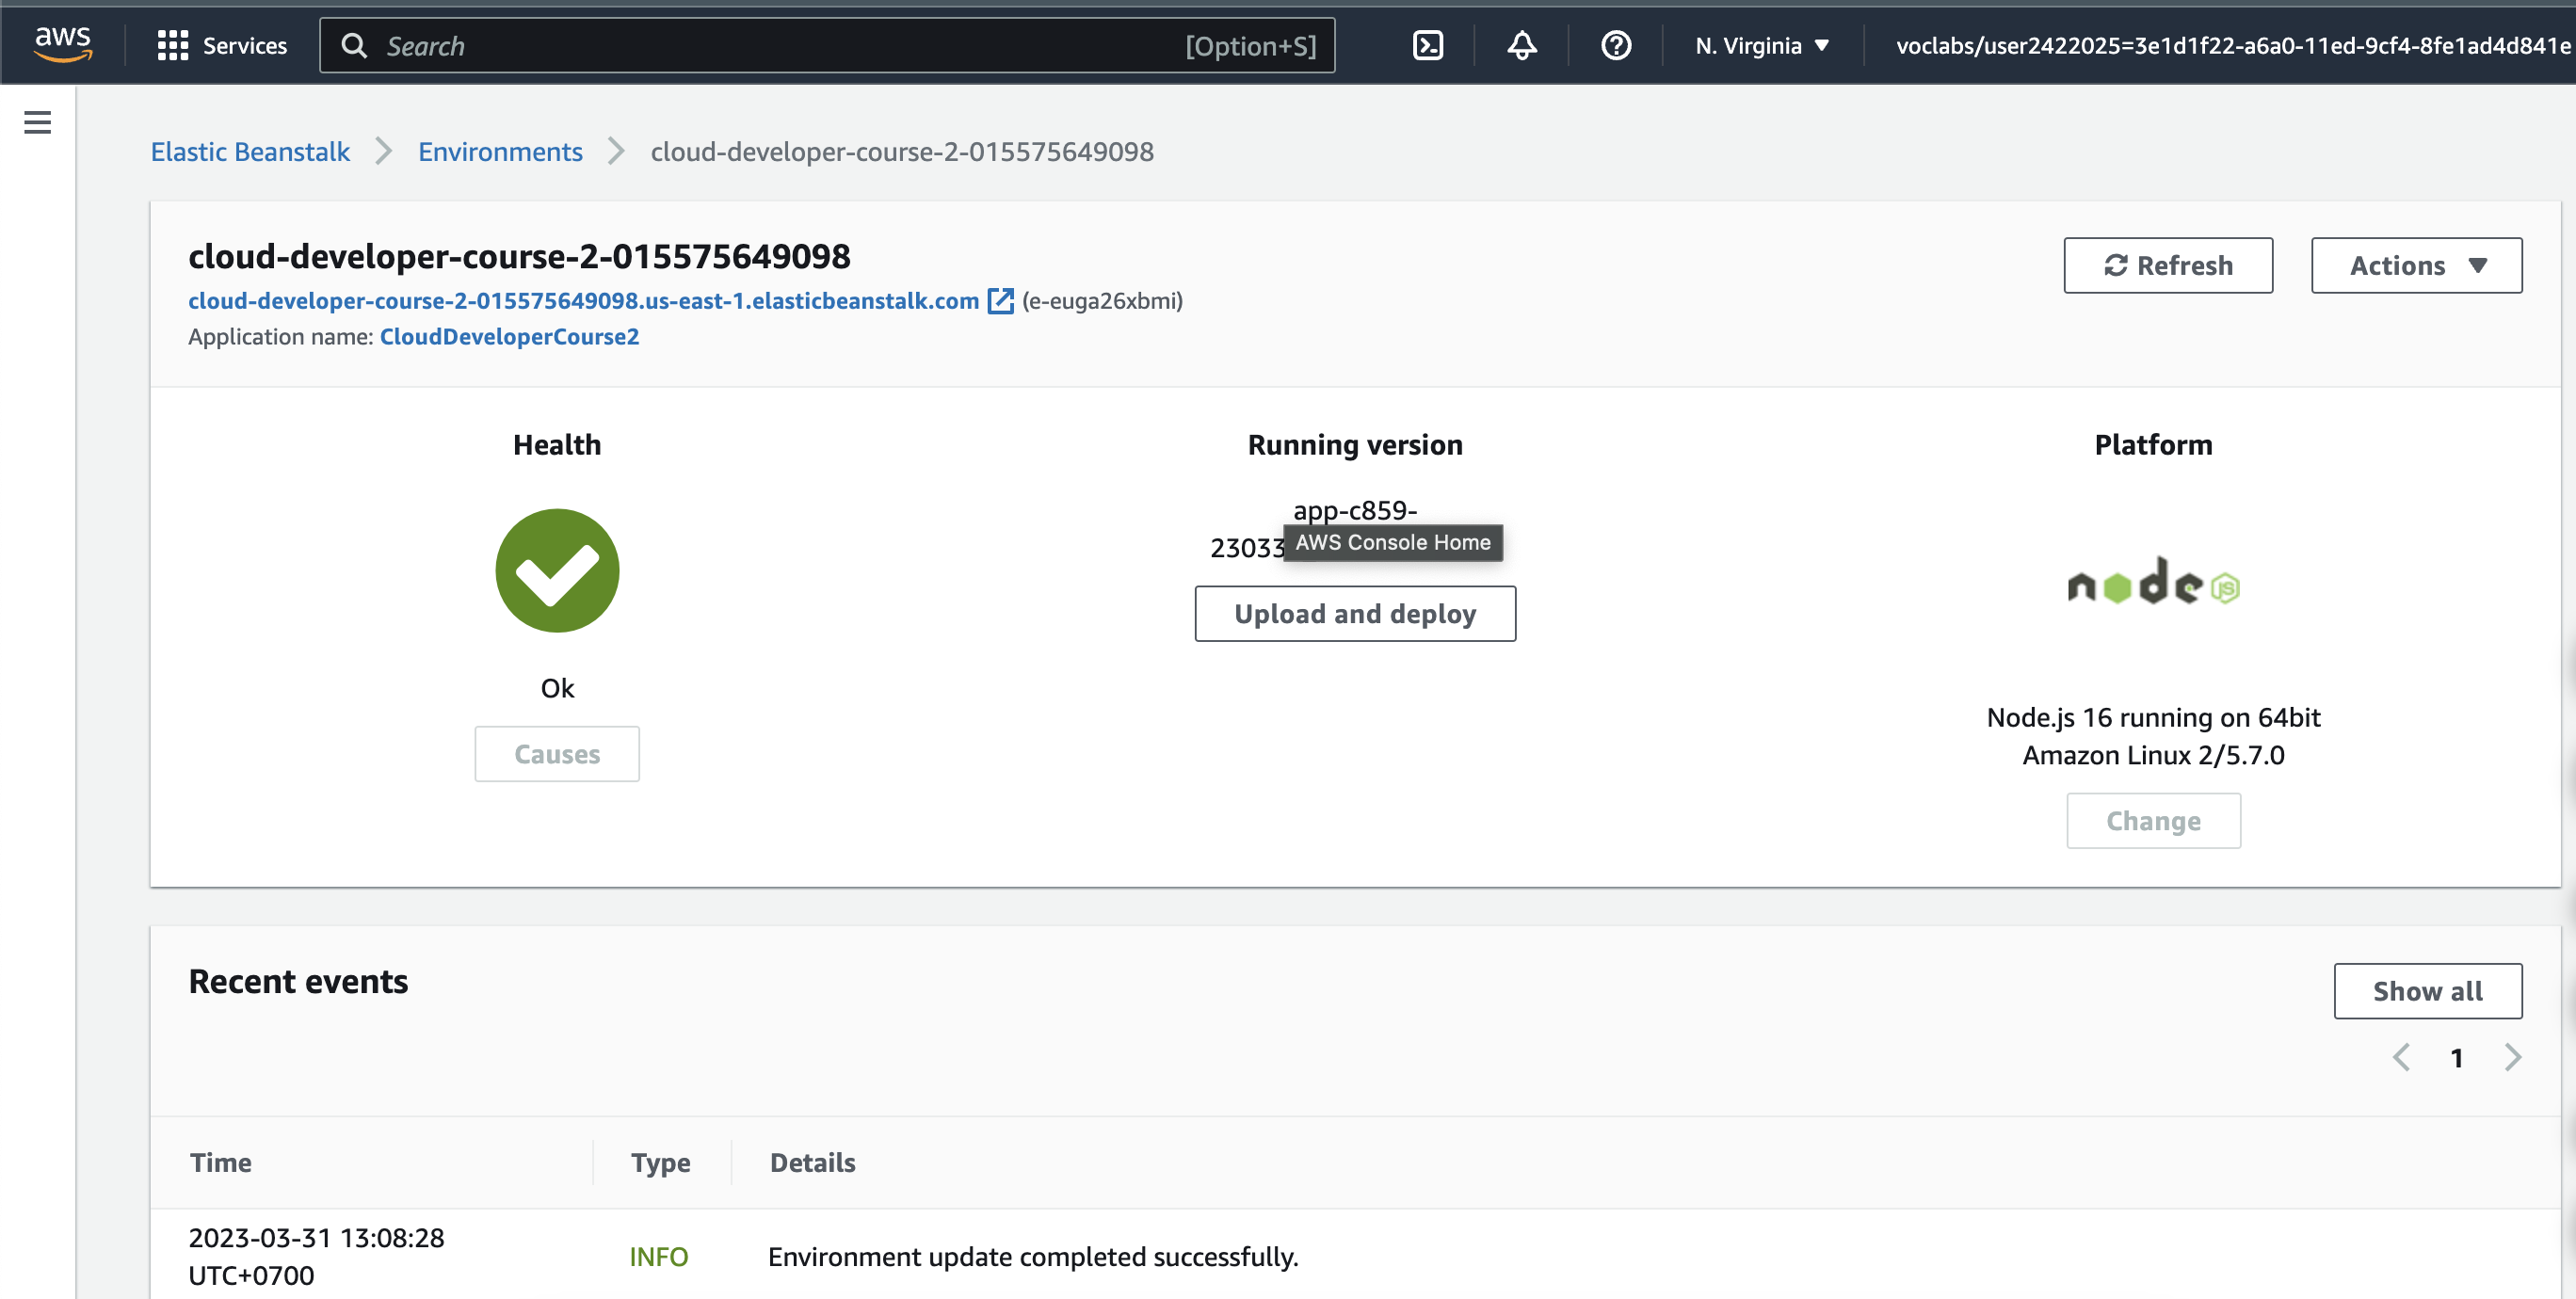 aws Services Search [Option+S] N. Virginia voclabs/user2422025=3e1d1f22-a6a0-11ed-9cf4-8fe1ad4d841e
Elastic Beanstalk Environments cloud-developer-course-2-015575649098
cloud-developer-course-2-015575649098
Refresh Actions
cloud-developer-course-2-015575649098.us-east-1.elasticbeanstalk.com (e-euga26xbmi)
Application name: CloudDeveloperCourse2
Health Running version Platform
app-c859-
23033
AWS Console Home
node JS
Upload and deploy
Ok
Causes
Node.js 16 running on 64bit
Amazon Linux 2/5.7.0
Change
Recent events
Show all
1
Time Type Details
2023-03-31 13:08:28
UTC+0700
INFO Environment update completed successfully.